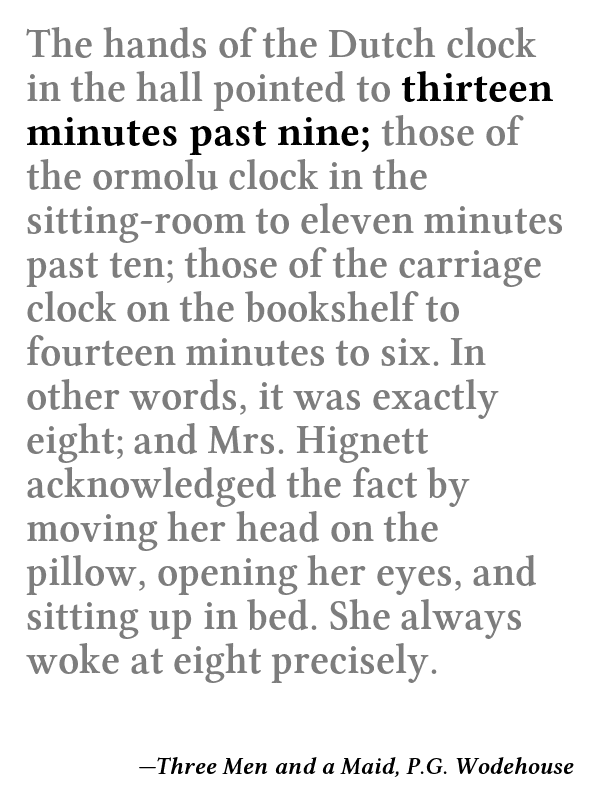 The hands of the Dutch clock
in the hall pointed to thirteen
minutes past nine; those of
the ormolu clock in the
sitting-room to eleven minutes
past ten; those of the carriage
clock on the bookshelf to
fourteen minutes to six. In
other words, it was exactly
eight; and Mrs. Hignett
acknowledged the fact by
moving her head on the
pillow, opening her eyes, and
sitting up in bed. She always
woke at eight precisely.
—Three Men and a Maid, P.G. Wodehouse